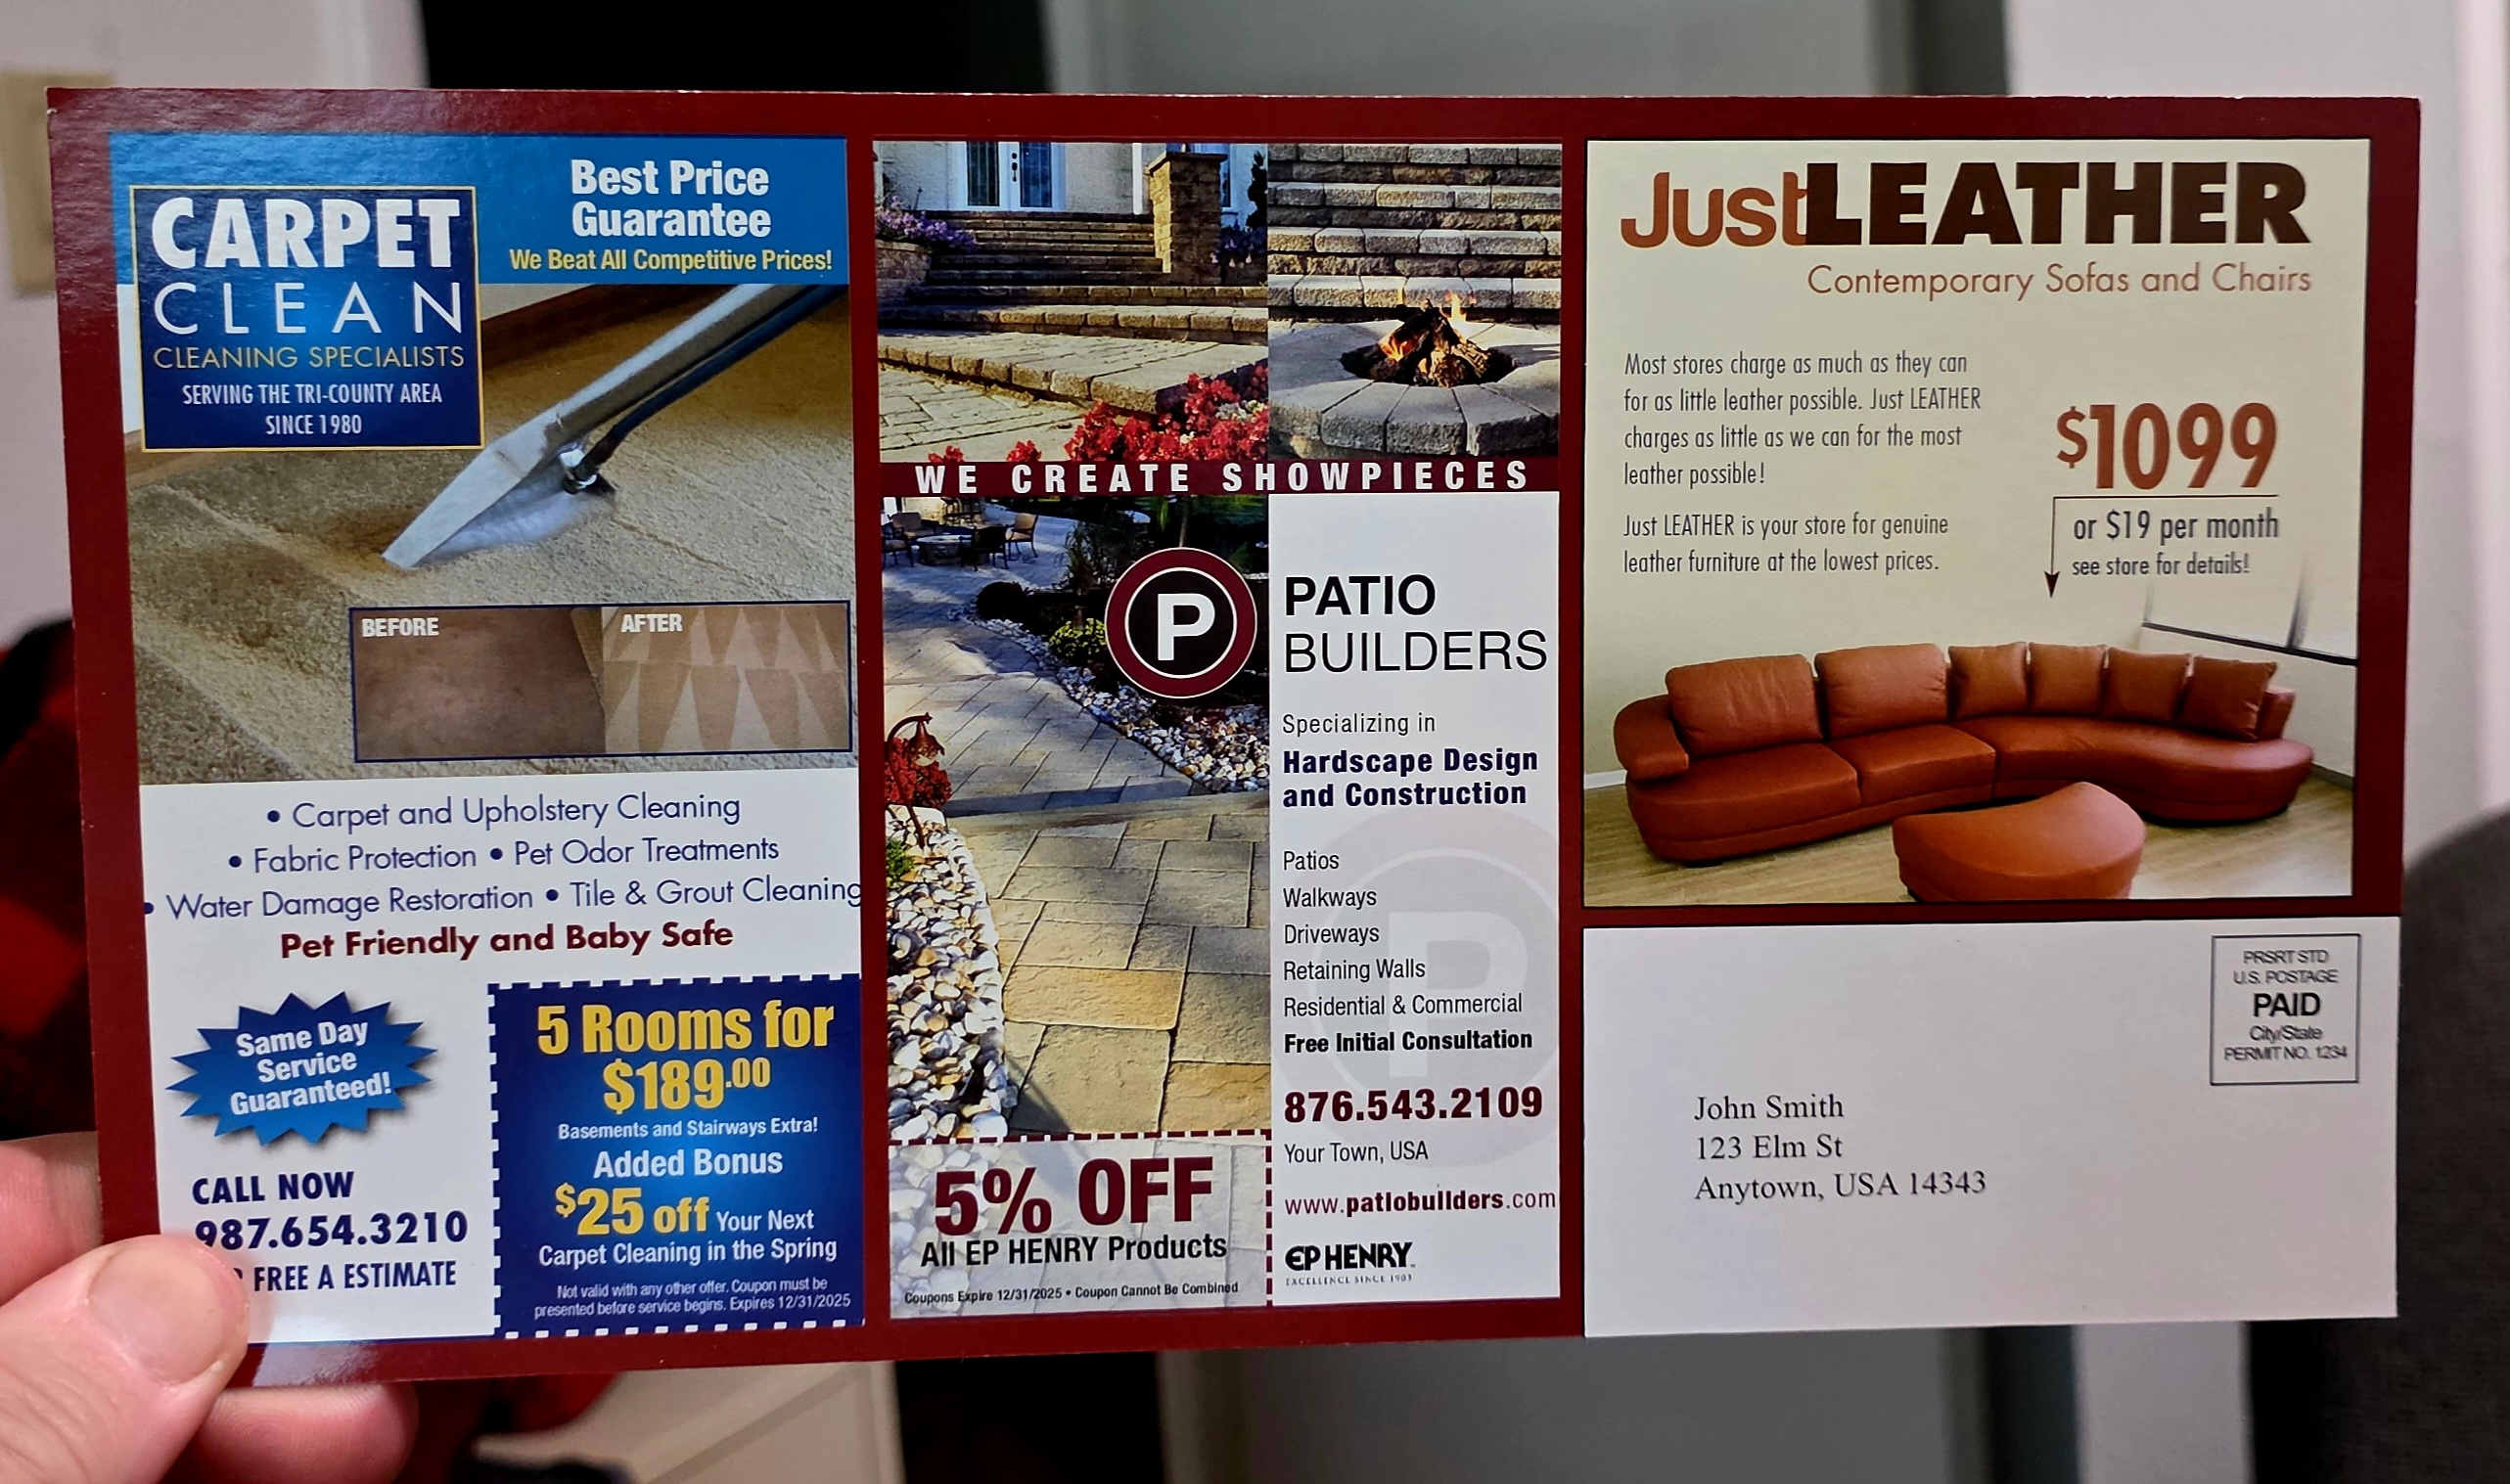 CARPET
CLEAN
CLEANING SPECIALISTS
SERVING THE TRI-COUNTY AREA
SINCE 1980
Best Price
Guarantee
We Beat All Competitive Prices!
BEFORE
AFTER
• Carpet and Upholstery Cleaning
• Fabric Protection • Pet Odor Treatments
• Water Damage Restoration • Tile & Grout Cleaning
Pet Friendly and Baby Safe
Same Day
Service
Guaranteed!
CALL NOW
987.654.3210
FREE A ESTIMATE
5 Rooms for
$189.00
Basements and Stairways Extra!
Added Bonus
$25 off Your Next
Carpet Cleaning in the Spring
Not valid with any other offer. Coupon must be
presented before service begins. Expires 12/31/2025
WE CREATE SHOWPIECES
P
PATIO
BUILDERS
Specializing in
Hardscape Design
and Construction
Patios
Walkways
Driveways
Retaining Walls
Residential & Commercial
Free Initial Consultation
876.543.2109
Your Town, USA
www.patiobuilders.com
EP HENRY
EXCELLENCE SINCE 1903
5% OFF
All EP HENRY Products
Coupons Expire 12/31/2025 • Coupon Cannot Be Combined
Just LEATHER
Contemporary Sofas and Chairs
Most stores charge as much as they can
for as little leather possible. Just LEATHER
charges as little as we can for the most
leather possible!
Just LEATHER is your store for genuine
leather furniture at the lowest prices.
$1099
or $19 per month
see store for details!
PRSRT STD
U.S. POSTAGE
PAID
City/State
PERMIT NO. 1234
John Smith
123 Elm St
Anytown, USA 14343